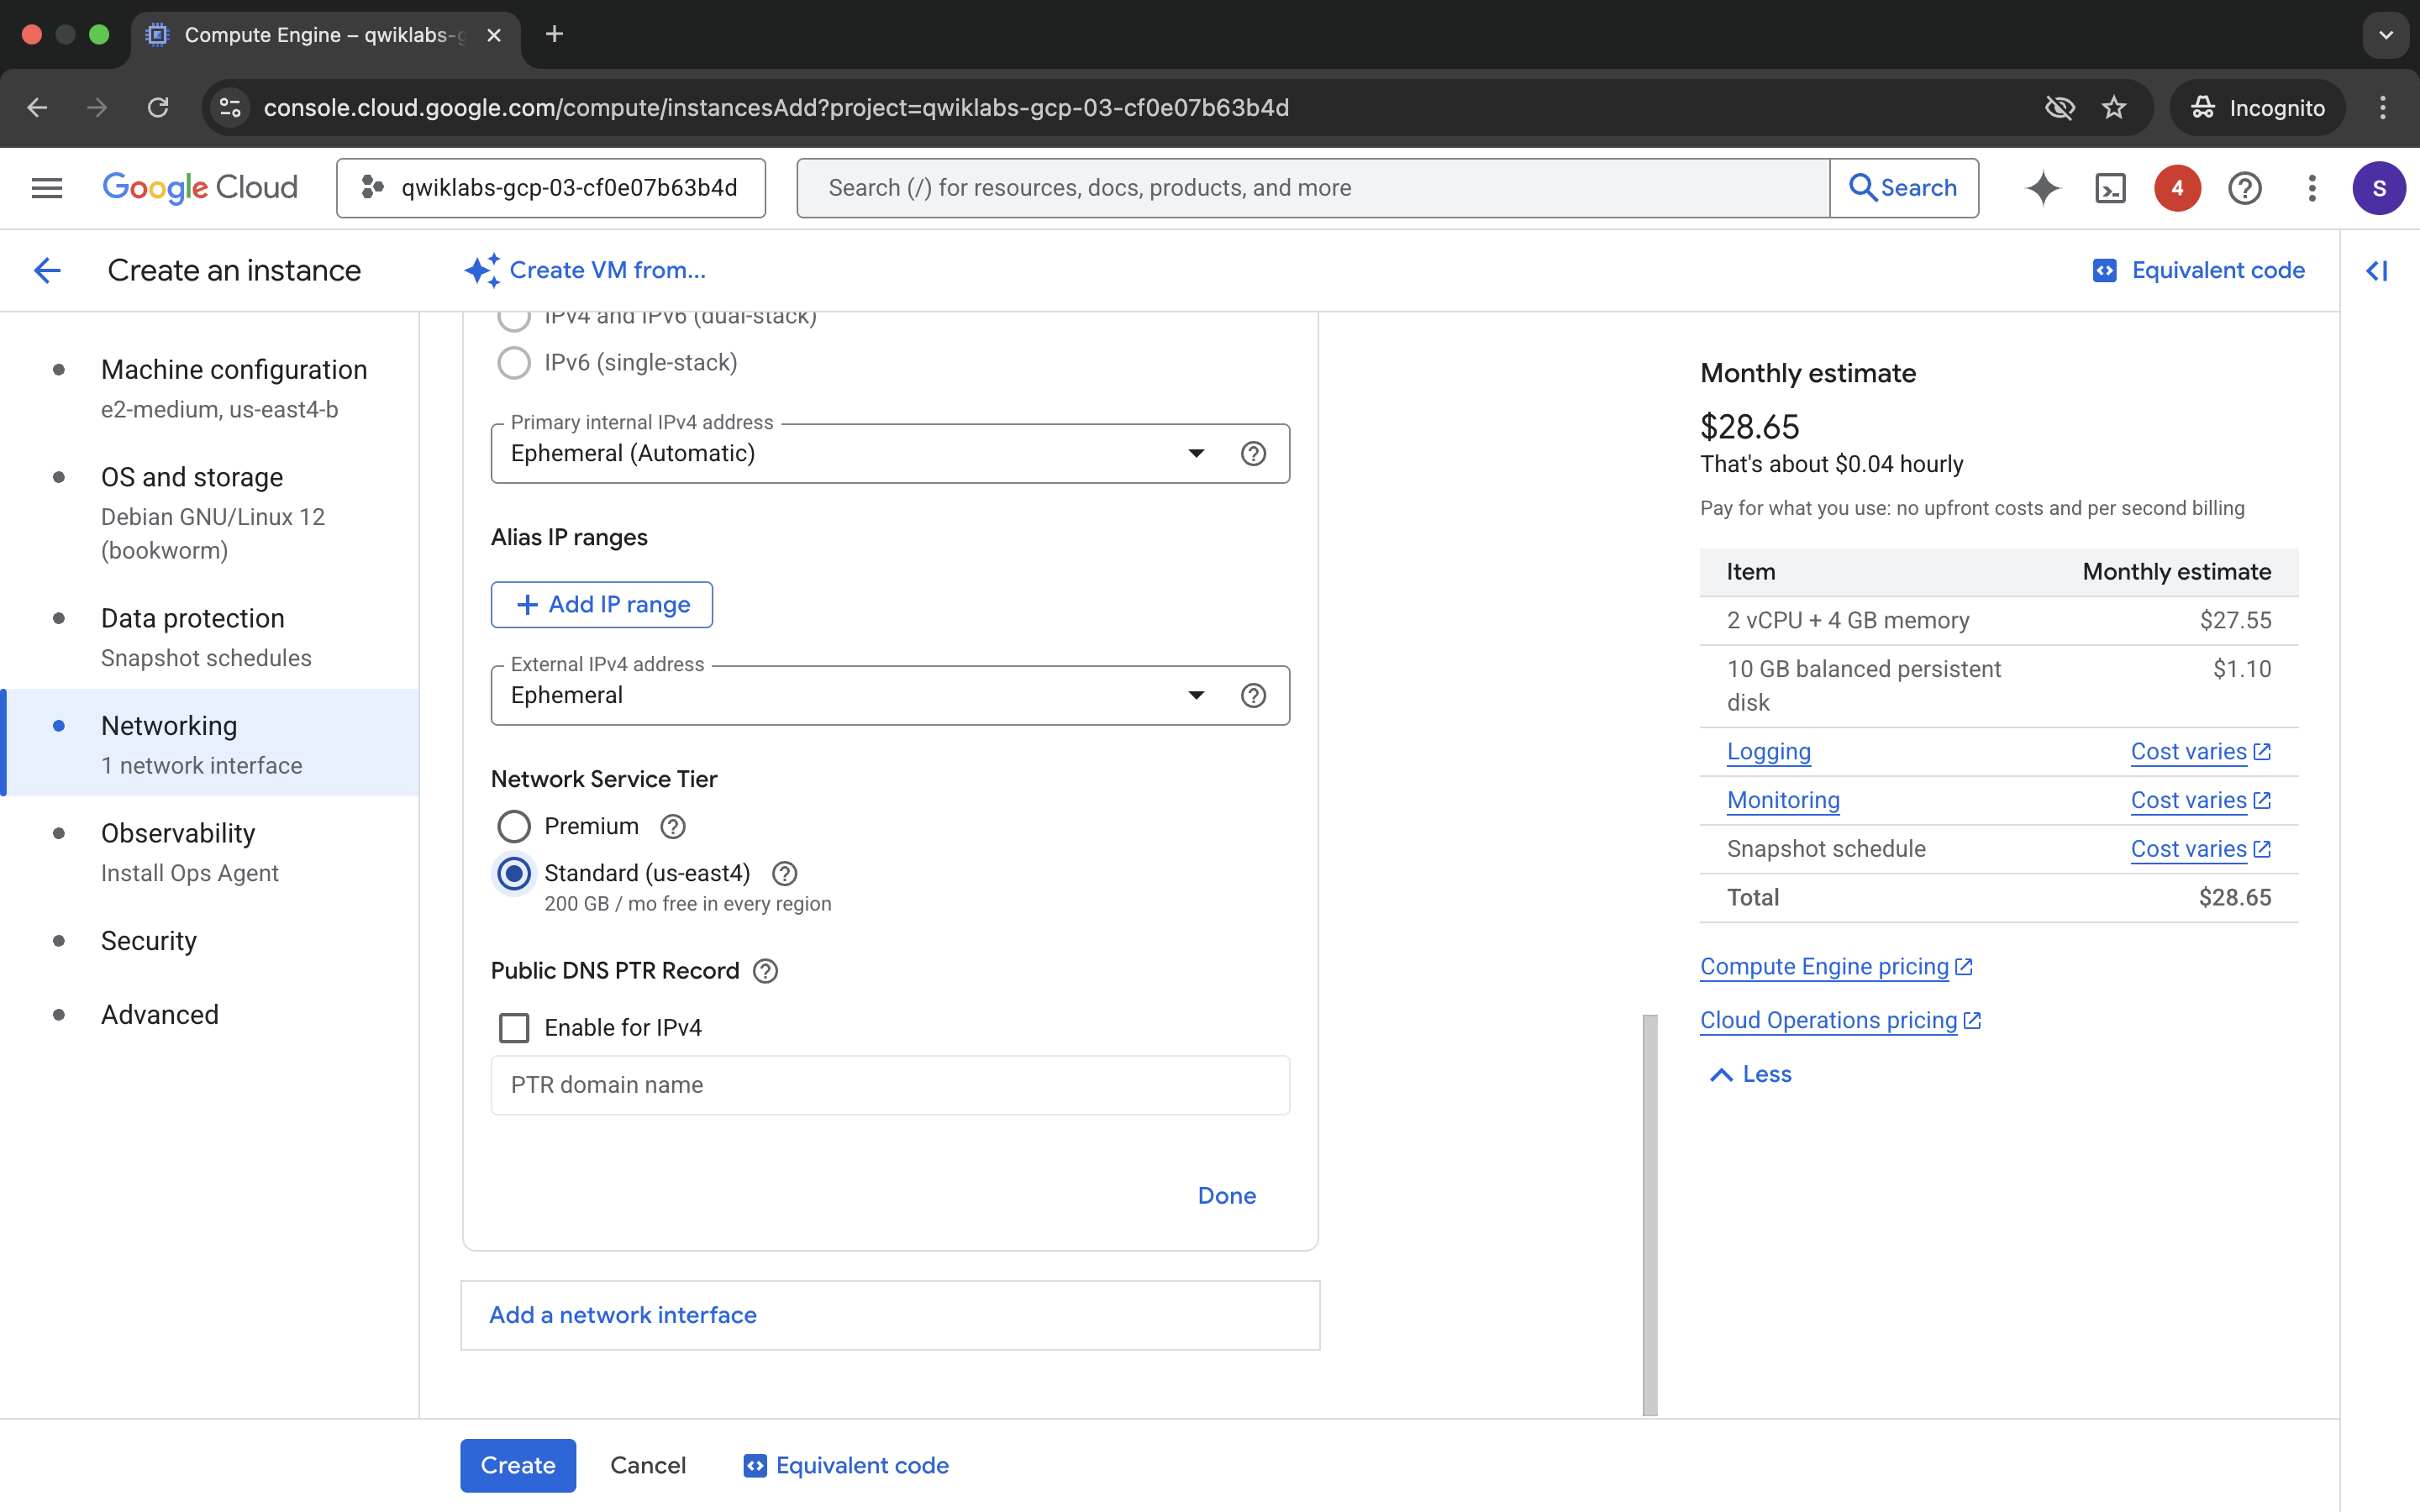 Compute Engine – qwiklabs-g
console.cloud.google.com/compute/instancesAdd?project=qwiklabs-gcp-03-cf0e07b63b4d
Incognito
Google Cloud
qwiklabs-gcp-03-cf0e07b63b4d
Search (/) for resources, docs, products, and more
Search
4
S
Create an instance
Create VM from...
Equivalent code
Machine configuration
e2-medium, us-east4-b
OS and storage
Debian GNU/Linux 12
(bookworm)
Data protection
Snapshot schedules
Networking
1 network interface
Observability
Install Ops Agent
Security
Advanced
IPv4 and IPv6 (dual-stack)
IPv6 (single-stack)
Primary internal IPv4 address
Ephemeral (Automatic)
Alias IP ranges
Add IP range
External IPv4 address
Ephemeral
Network Service Tier
Premium
Standard (us-east4)
200 GB / mo free in every region
Public DNS PTR Record
Enable for IPv4
PTR domain name
Done
Add a network interface
Monthly estimate
$28.65
That's about $0.04 hourly
Pay for what you use: no upfront costs and per second billing
Item Monthly estimate
2 vCPU + 4 GB memory $27.55
10 GB balanced persistent $1.10
disk
Logging Cost varies
Monitoring Cost varies
Snapshot schedule Cost varies
Total $28.65
Compute Engine pricing
Cloud Operations pricing
Less
Create
Cancel
Equivalent code